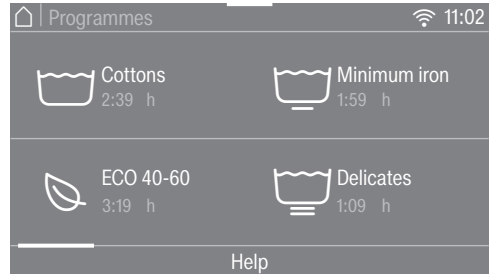 Programmes 11:02
Cottons
2:39 h
Minimum iron
1:59 h
ECO 40-60
3:19 h
Delicates
1:09 h
Help